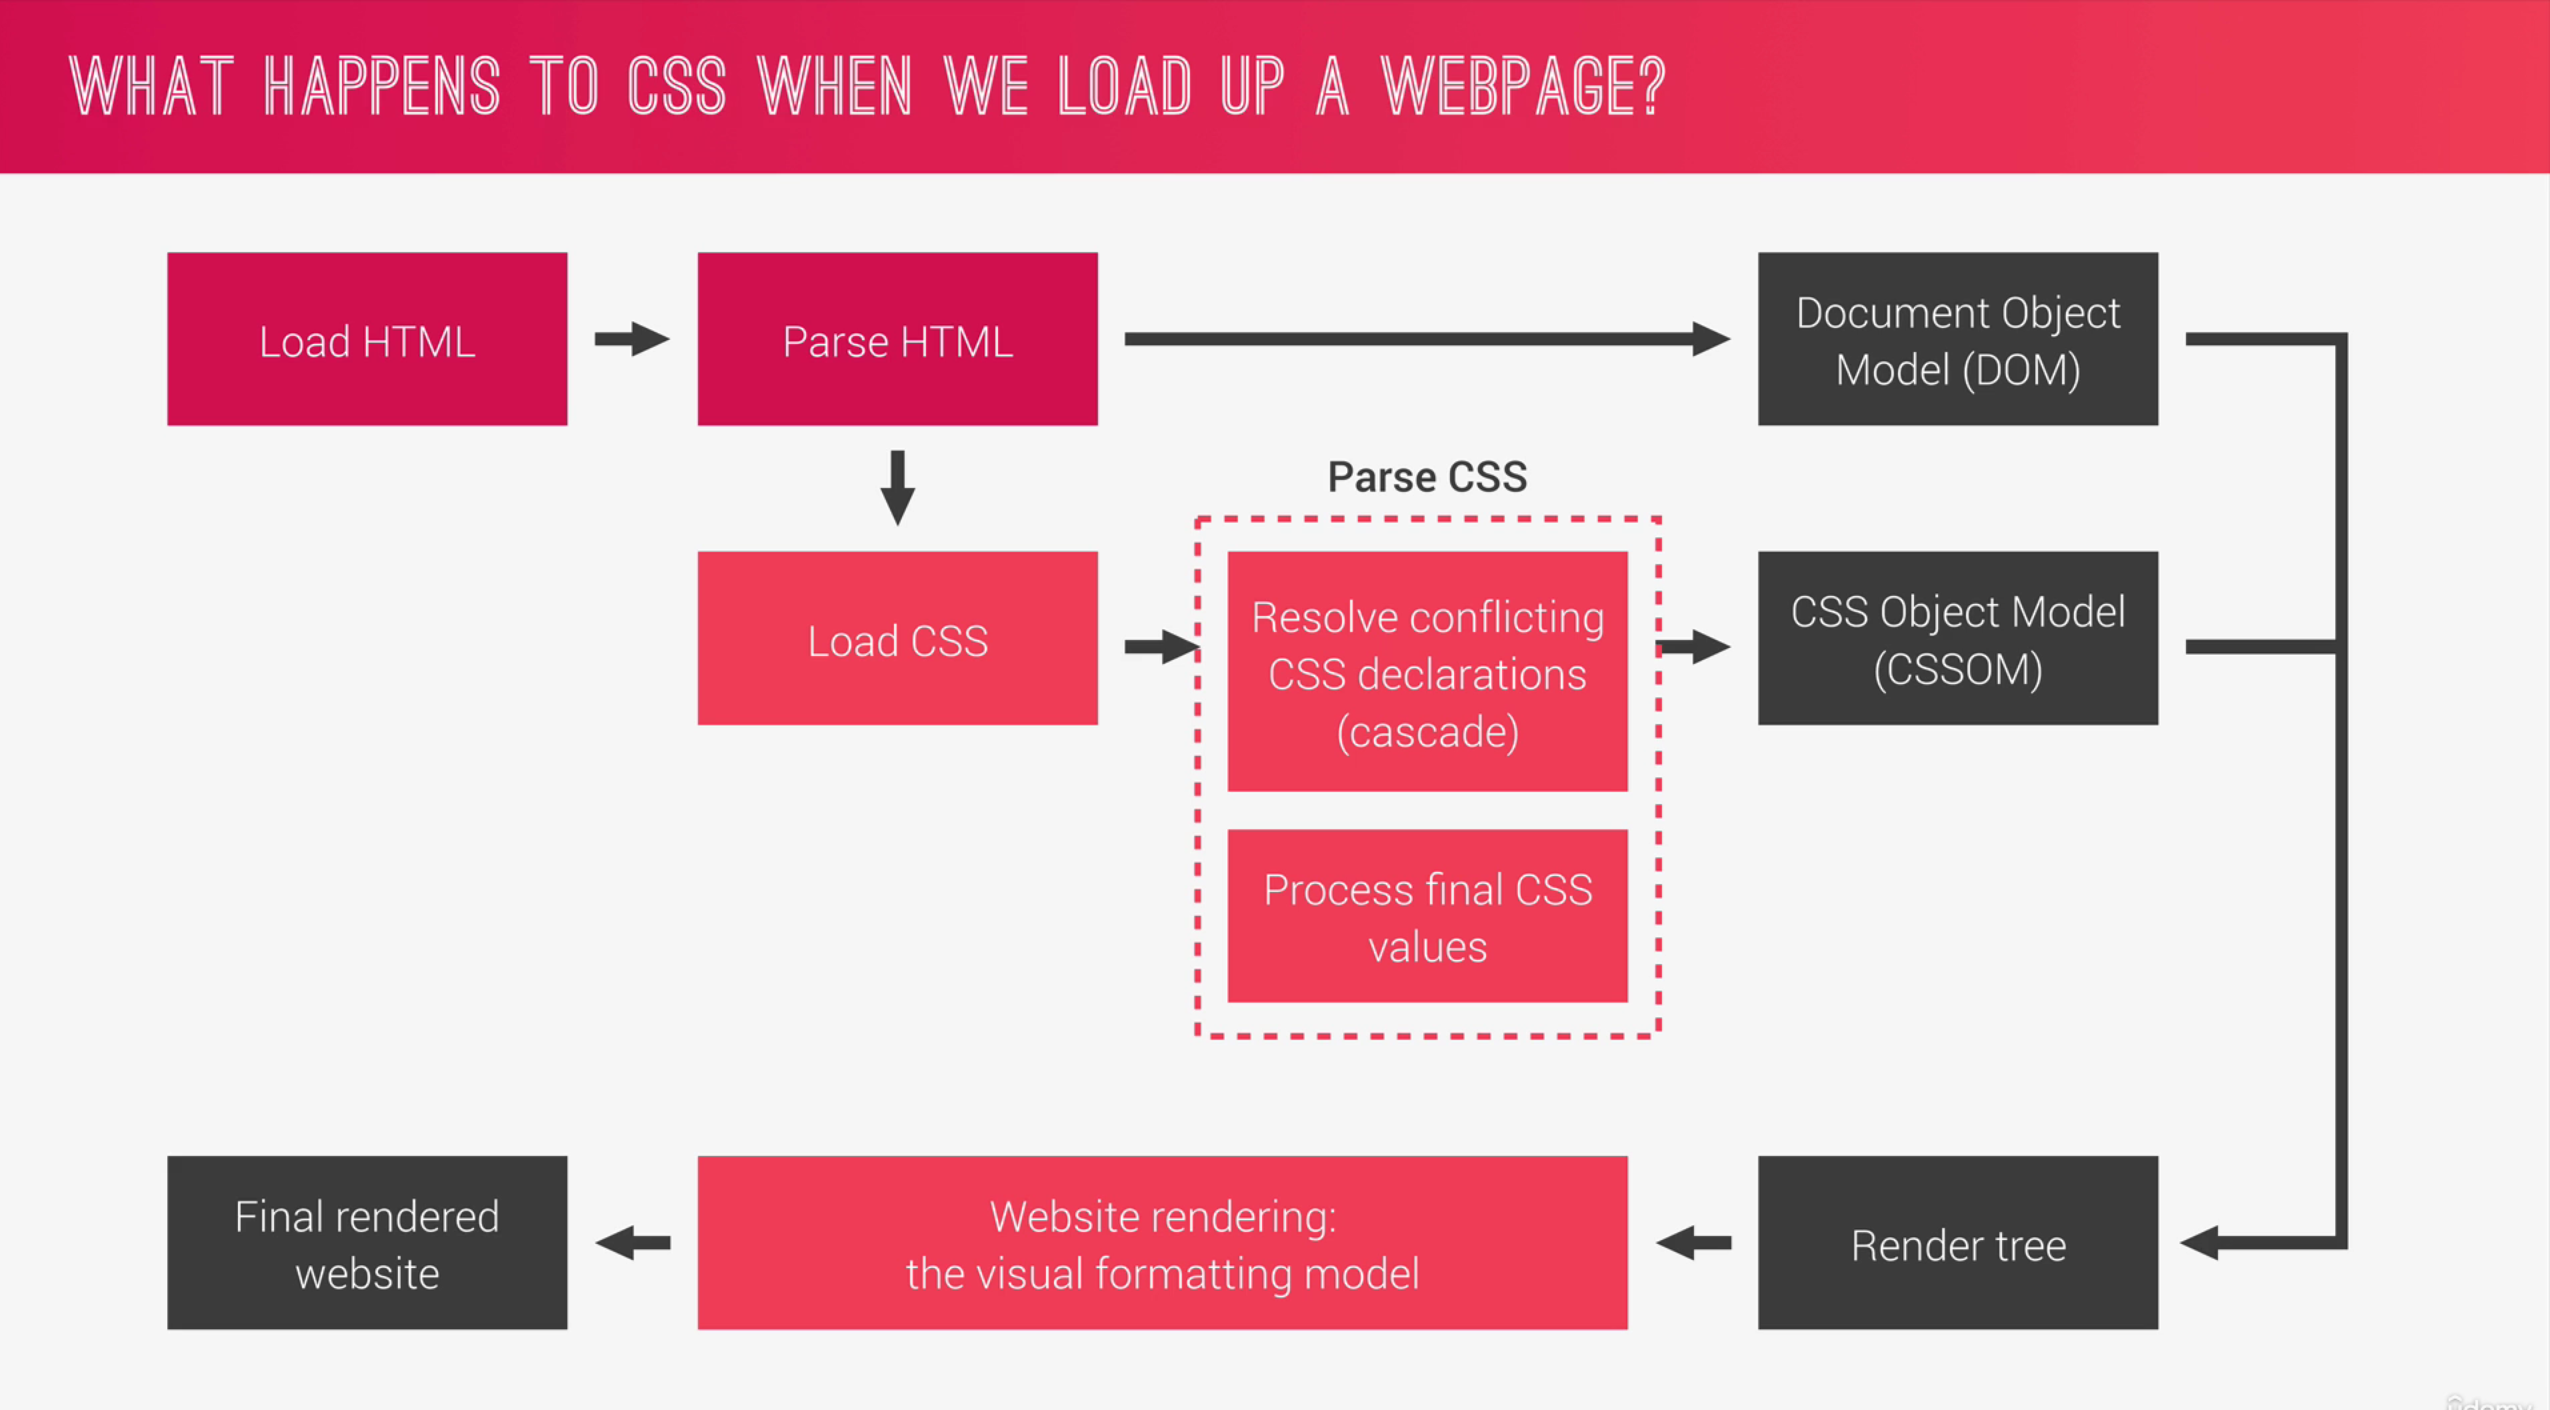 WHAT HAPPENS TO CSS WHEN WE LOAD UP A WEBPAGE?
Load HTML
Parse HTML
Document Object
Model (DOM)
Parse CSS
Load CSS
Resolve conflicting
CSS declarations
(cascade)
CSS Object Model
(CSSOM)
Process final CSS
values
Final rendered
website
Website rendering:
the visual formatting model
Render tree